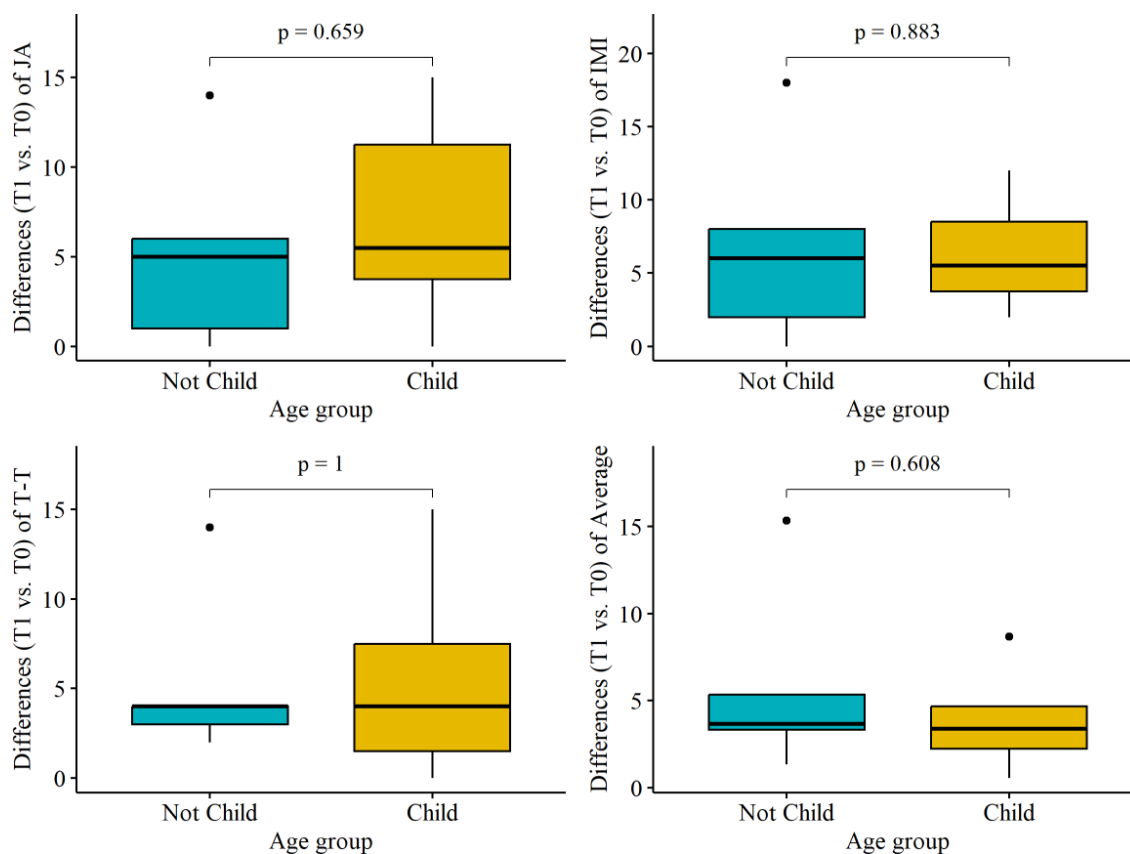 Differences (T1 vs. T0) of JA
p = 0.659
15
10
5
0
Not Child
Child
Age group
Differences (T1 vs. T0) of IMI
p = 0.883
20
15
10
5
0
Not Child
Child
Age group
Differences (T1 vs. T0) of T-T
p = 1
15
10
5
0
Not Child
Child
Age group
Differences (T1 vs. T0) of Average
p = 0.608
15
10
5
0
Not Child
Child
Age group